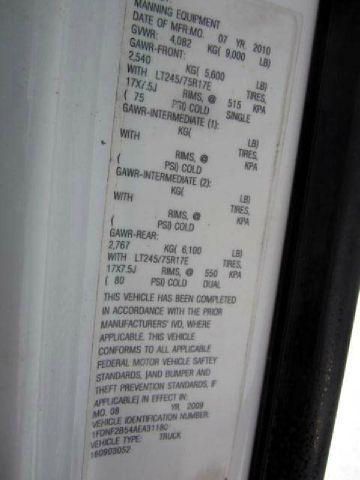 MANNING EQUIPMENT
DATE OF MFR:MO. 07 YR. 2010
GVWR: 4,082 KG( 9,000 LB)
GAWR-FRONT:
2,540 KG( 5,600 LB)
WITH LT245/75R17E TIRES,
17X7.5J RIMS, @ 515 KPA
( 75 PSI) COLD SINGLE
GAWR-INTERMEDIATE (1):
KG( LB)
WITH TIRES,
RIMS, @ KPA
( PSI) COLD
GAWR-INTERMEDIATE (2):
KG( LB)
WITH TIRES,
RIMS, @ KPA
( PSI) COLD
GAWR-REAR:
2,767 KG( 6,100 LB)
WITH LT245/75R17E TIRES,
17X7.5J RIMS, @ 550 KPA
( 80 PSI) COLD DUAL
THIS VEHICLE HAS BEEN COMPLETED
IN ACCORDANCE WITH THE PRIOR
MANUFACTURERS' IVD, WHERE
APPLICABLE. THIS VEHICLE
CONFORMS TO ALL APPLICABLE
FEDERAL MOTOR VEHICLE SAFTEY
STANDARDS, [AND BUMPER AND
THEFT PREVENTION STANDARDS, IF
APPLICABLE] IN EFFECT IN
MO. 08 YR. 2009
VEHICLE IDENTIFICATION NUMBER:
1FDNF2B54AEA31180
VEHICLE TYPE: TRUCK
160903052